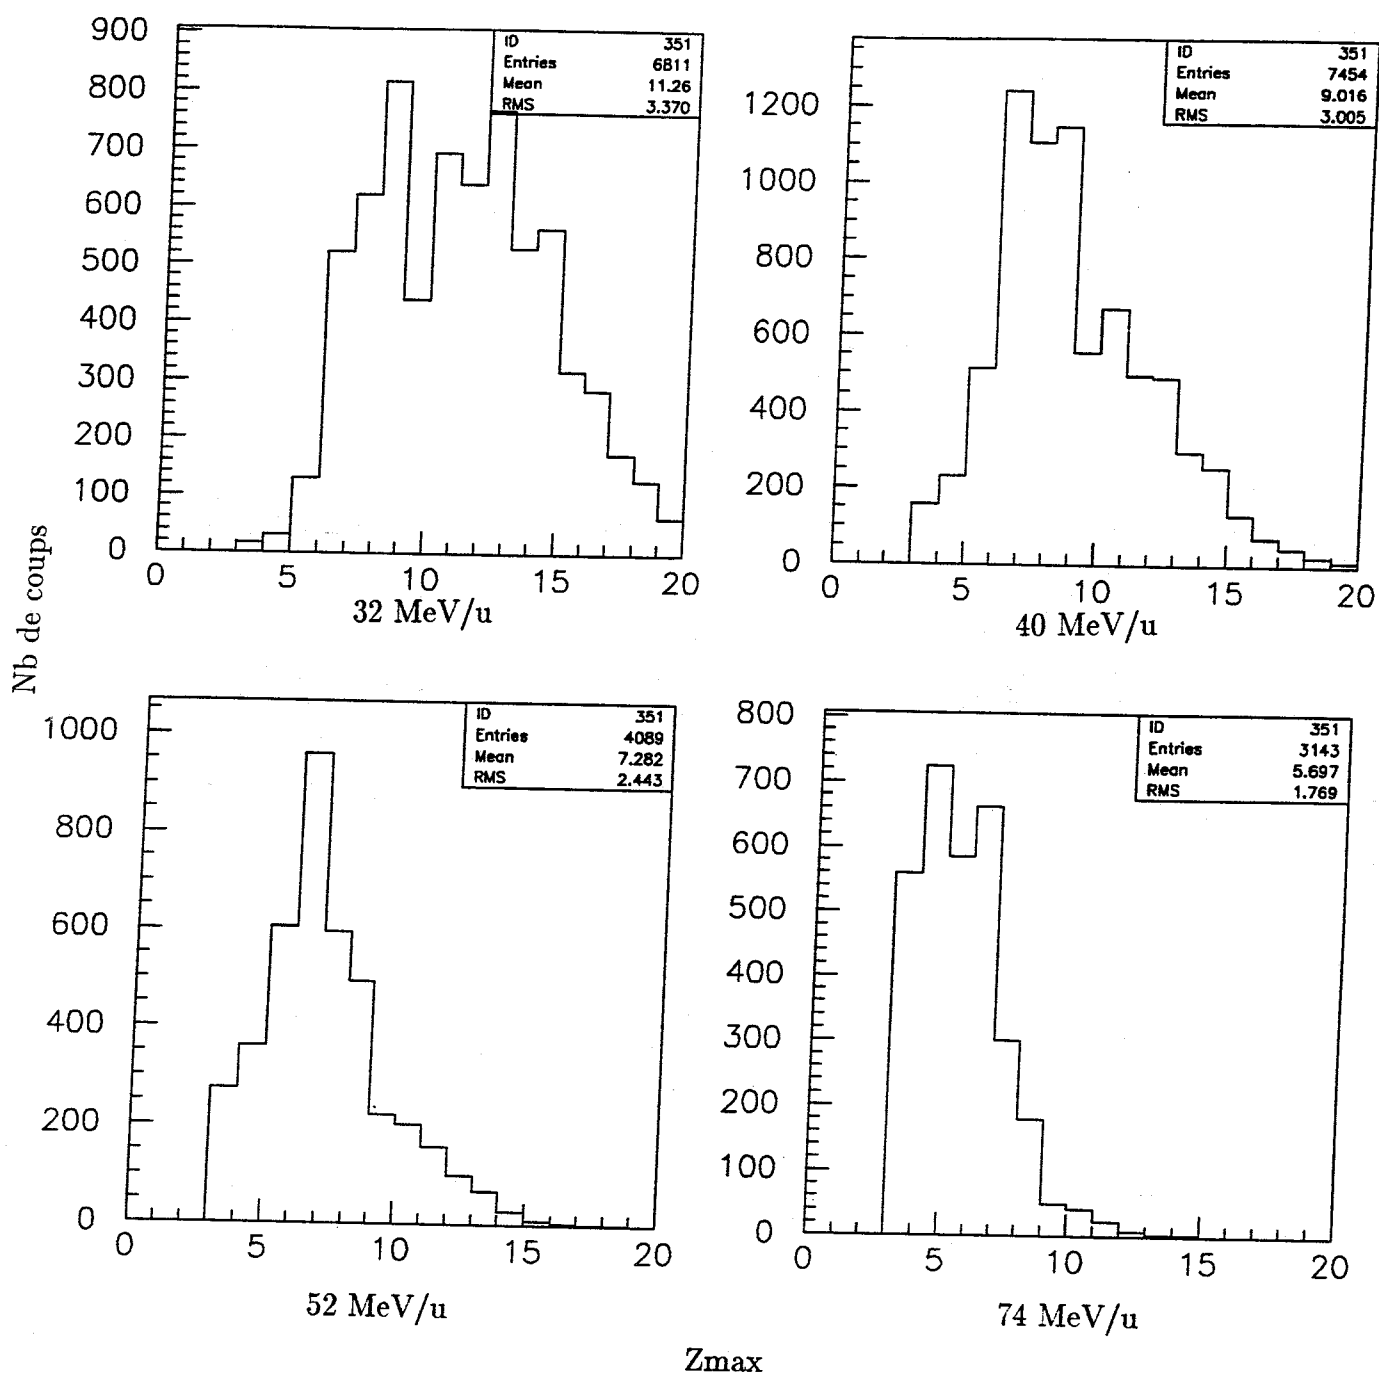 900
800
700
600
500
400
300
200
100
0
0 5 10 15 20
ID 351
Entries 6811
Mean 11.26
RMS 3.370
32 MeV/u
1200
1000
800
600
400
200
0
0 5 10 15 20
ID 351
Entries 7454
Mean 9.016
RMS 3.005
40 MeV/u
Nb de coups
1000
800
600
400
200
0
0 5 10 15 20
ID 351
Entries 4089
Mean 7.282
RMS 2.443
52 MeV/u
800
700
600
500
400
300
200
100
0
0 5 10 15 20
ID 351
Entries 3143
Mean 5.697
RMS 1.769
74 MeV/u
Zmax